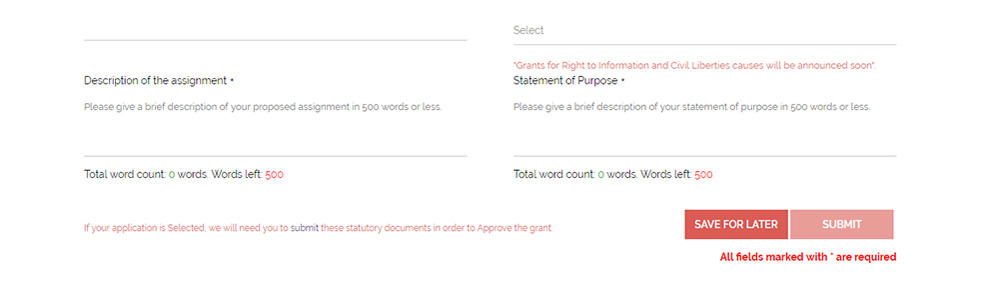 Select
"Grants for Right to Information and Civil Liberties causes will be announced soon".
Description of the assignment *
Statement of Purpose *
Please give a brief description of your proposed assignment in 500 words or less.
Please give a brief description of your statement of purpose in 500 words or less.
Total word count: 0 words. Words left: 500
Total word count: 0 words. Words left: 500
If your application is Selected, we will need you to submit these statutory documents in order to Approve the grant.
SAVE FOR LATER
SUBMIT
All fields marked with * are required